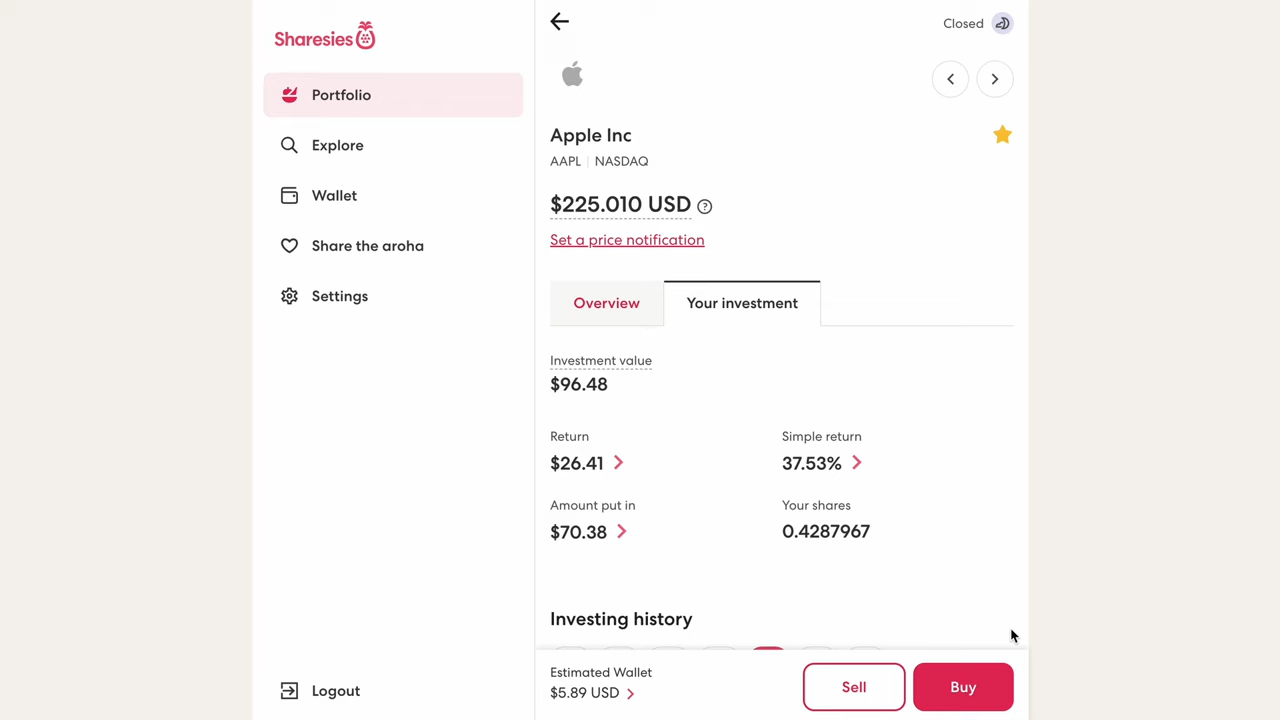 Sharesies
Portfolio
Explore
Wallet
Share the aroha
Settings
Logout
Closed
Apple Inc
AAPL | NASDAQ
$225.010 USD ?
Set a price notification
Overview
Your investment
Investment value
$96.48
Return
$26.41
Simple return
37.53%
Amount put in
$70.38
Your shares
0.4287967
Investing history
Estimated Wallet
$5.89 USD
Sell
Buy